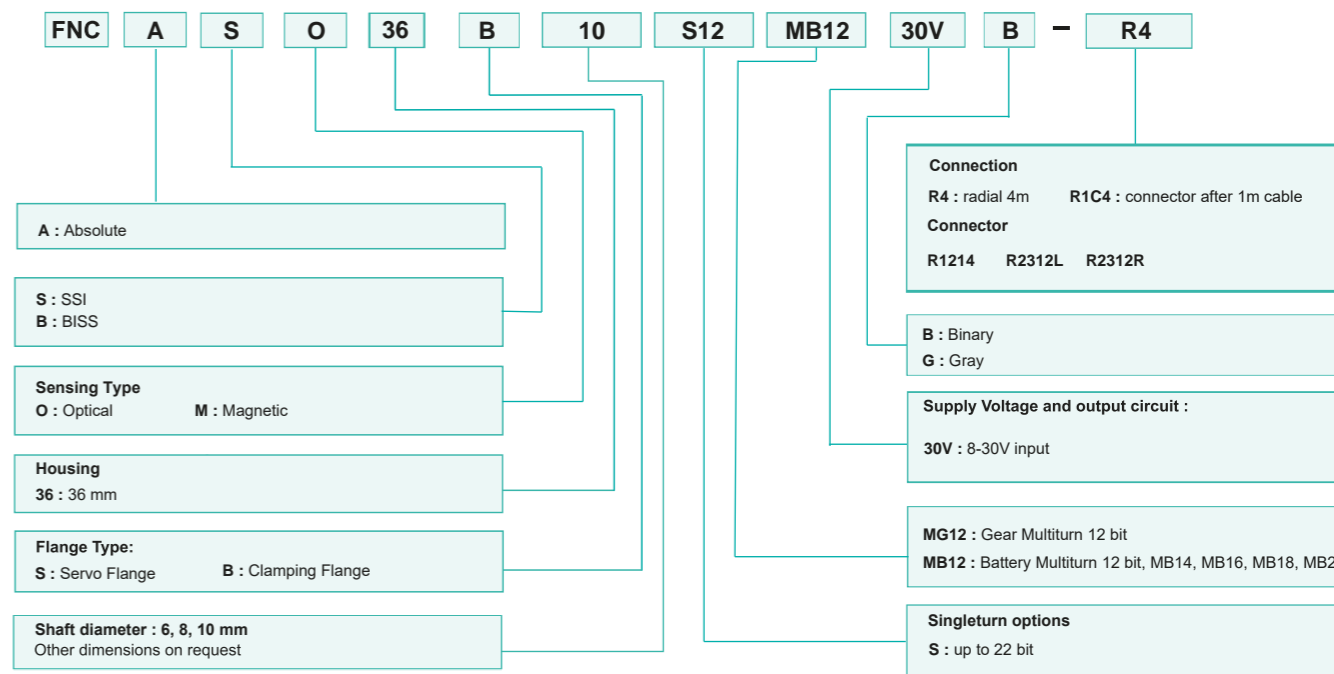 FNC A S O 36 B 10 S12 MB12 30V B – R4
A : Absolute
S : SSI
B : BISS
Sensing Type
O : Optical M : Magnetic
Housing
36 : 36 mm
Flange Type:
S : Servo Flange B : Clamping Flange
Shaft diameter : 6, 8, 10 mm
Other dimensions on request
Connection
R4 : radial 4m R1C4 : connector after 1m cable
Connector
R1214 R2312L R2312R
B : Binary
G : Gray
Supply Voltage and output circuit :
30V : 8-30V input
MG12 : Gear Multiturn 12 bit
MB12 : Battery Multiturn 12 bit, MB14, MB16, MB18,
Singleturn options
S : up to 22 bit